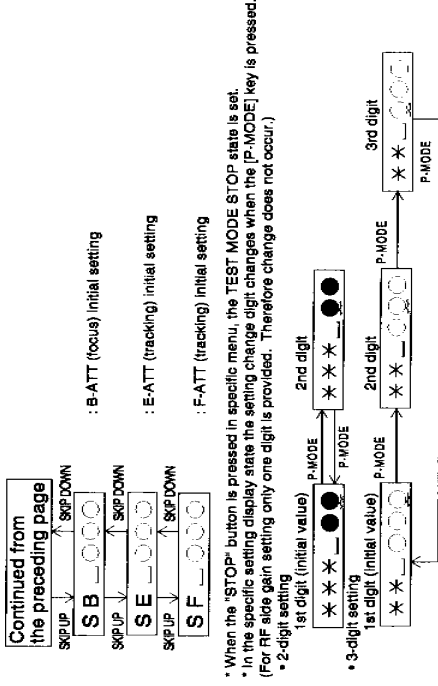 Continued from
the preceding page
SKIP UP SKIP DOWN
S B _ ○○○ : B-ATT (focus) initial setting
SKIP UP SKIP DOWN
S E _ ○○○ : E-ATT (tracking) initial setting
SKIP UP SKIP DOWN
S F _ ○○○ : F-ATT (tracking) initial setting
* When the "STOP" button is pressed in specific menu, the TEST MODE STOP state is set.
* In the specific setting display state the setting change digit changes when the [P-MODE] key is pressed.
(For RF side gain setting only one digit is provided. Therefore change does not occur.)
• 2-digit setting
1st digit (initial value) 2nd digit
* * * _ ●● P-MODE * * * _ ●●
P-MODE
• 3-digit setting
1st digit (initial value) 2nd digit 3rd digit
* * _ ○○○ P-MODE * * _ ○○○ P-MODE * * _ ○○○
P-MODE